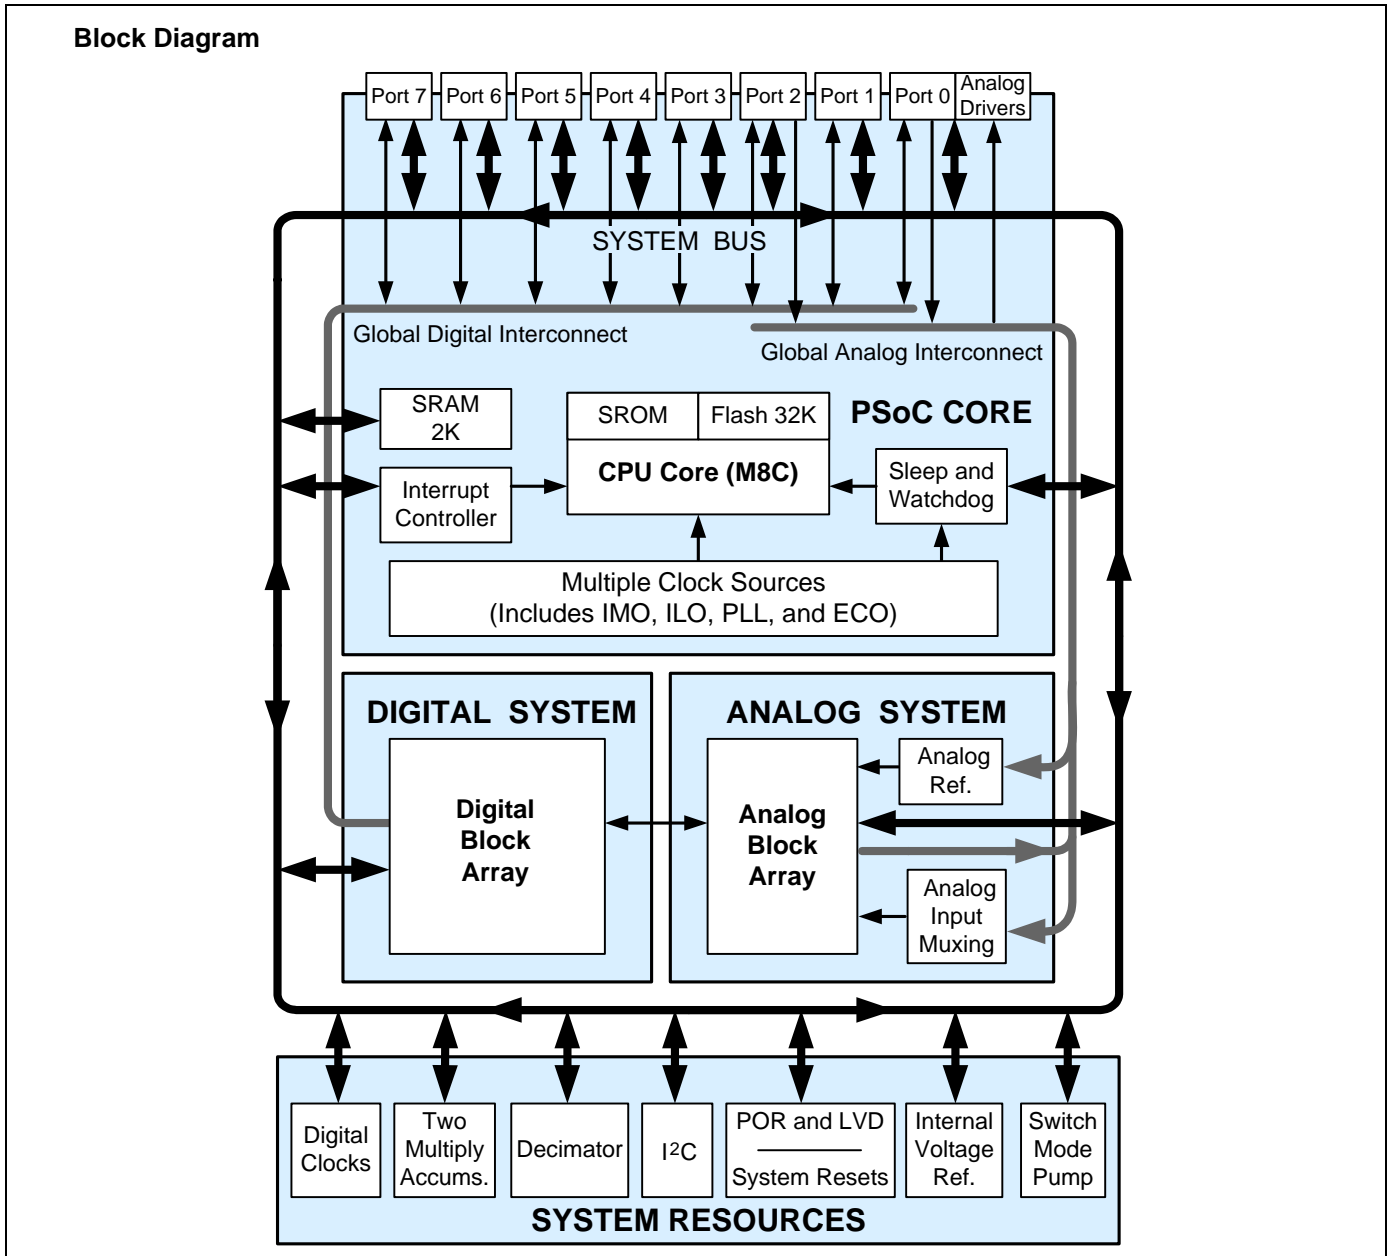 Block Diagram
Port 7 Port 6 Port 5 Port 4 Port 3 Port 2 Port 1 Port 0 Analog
Drivers
SYSTEM BUS
Global Digital Interconnect
Global Analog Interconnect
SRAM
2K
SROM
Flash 32K
PSoC CORE
CPU Core (M8C)
Interrupt
Controller
Sleep and
Watchdog
Multiple Clock Sources
(Includes IMO, ILO, PLL, and ECO)
DIGITAL SYSTEM
Digital
Block
Array
ANALOG SYSTEM
Analog
Block
Array
Analog
Ref.
Analog
Input
Muxing
Digital
Clocks
Two
Multiply
Accums.
Decimator
I²C
POR and LVD
System Resets
Internal
Voltage
Ref.
Switch
Mode
Pump
SYSTEM RESOURCES